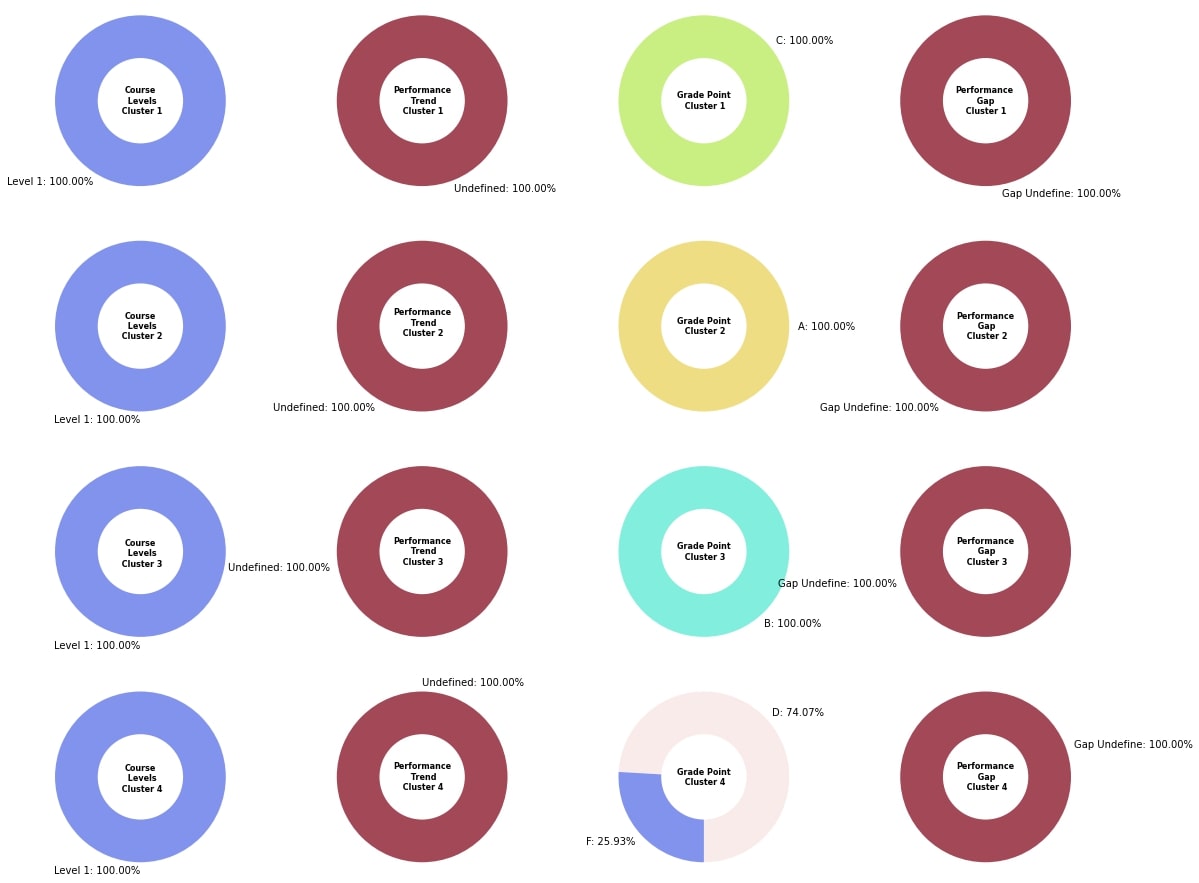 Course
Levels
Cluster 1
Level 1: 100.00%
Performance
Trend
Cluster 1
Undefined: 100.00%
Grade Point
Cluster 1
C: 100.00%
Performance
Gap
Cluster 1
Gap Undefine: 100.00%
Course
Levels
Cluster 2
Level 1: 100.00%
Performance
Trend
Cluster 2
Undefined: 100.00%
Grade Point
Cluster 2
A: 100.00%
Performance
Gap
Cluster 2
Gap Undefine: 100.00%
Course
Levels
Cluster 3
Level 1: 100.00%
Performance
Trend
Cluster 3
Undefined: 100.00%
Grade Point
Cluster 3
B: 100.00%
Performance
Gap
Cluster 3
Gap Undefine: 100.00%
Course
Levels
Cluster 4
Level 1: 100.00%
Performance
Trend
Cluster 4
Undefined: 100.00%
Grade Point
Cluster 4
D: 74.07%
F: 25.93%
Performance
Gap
Cluster 4
Gap Undefine: 100.00%